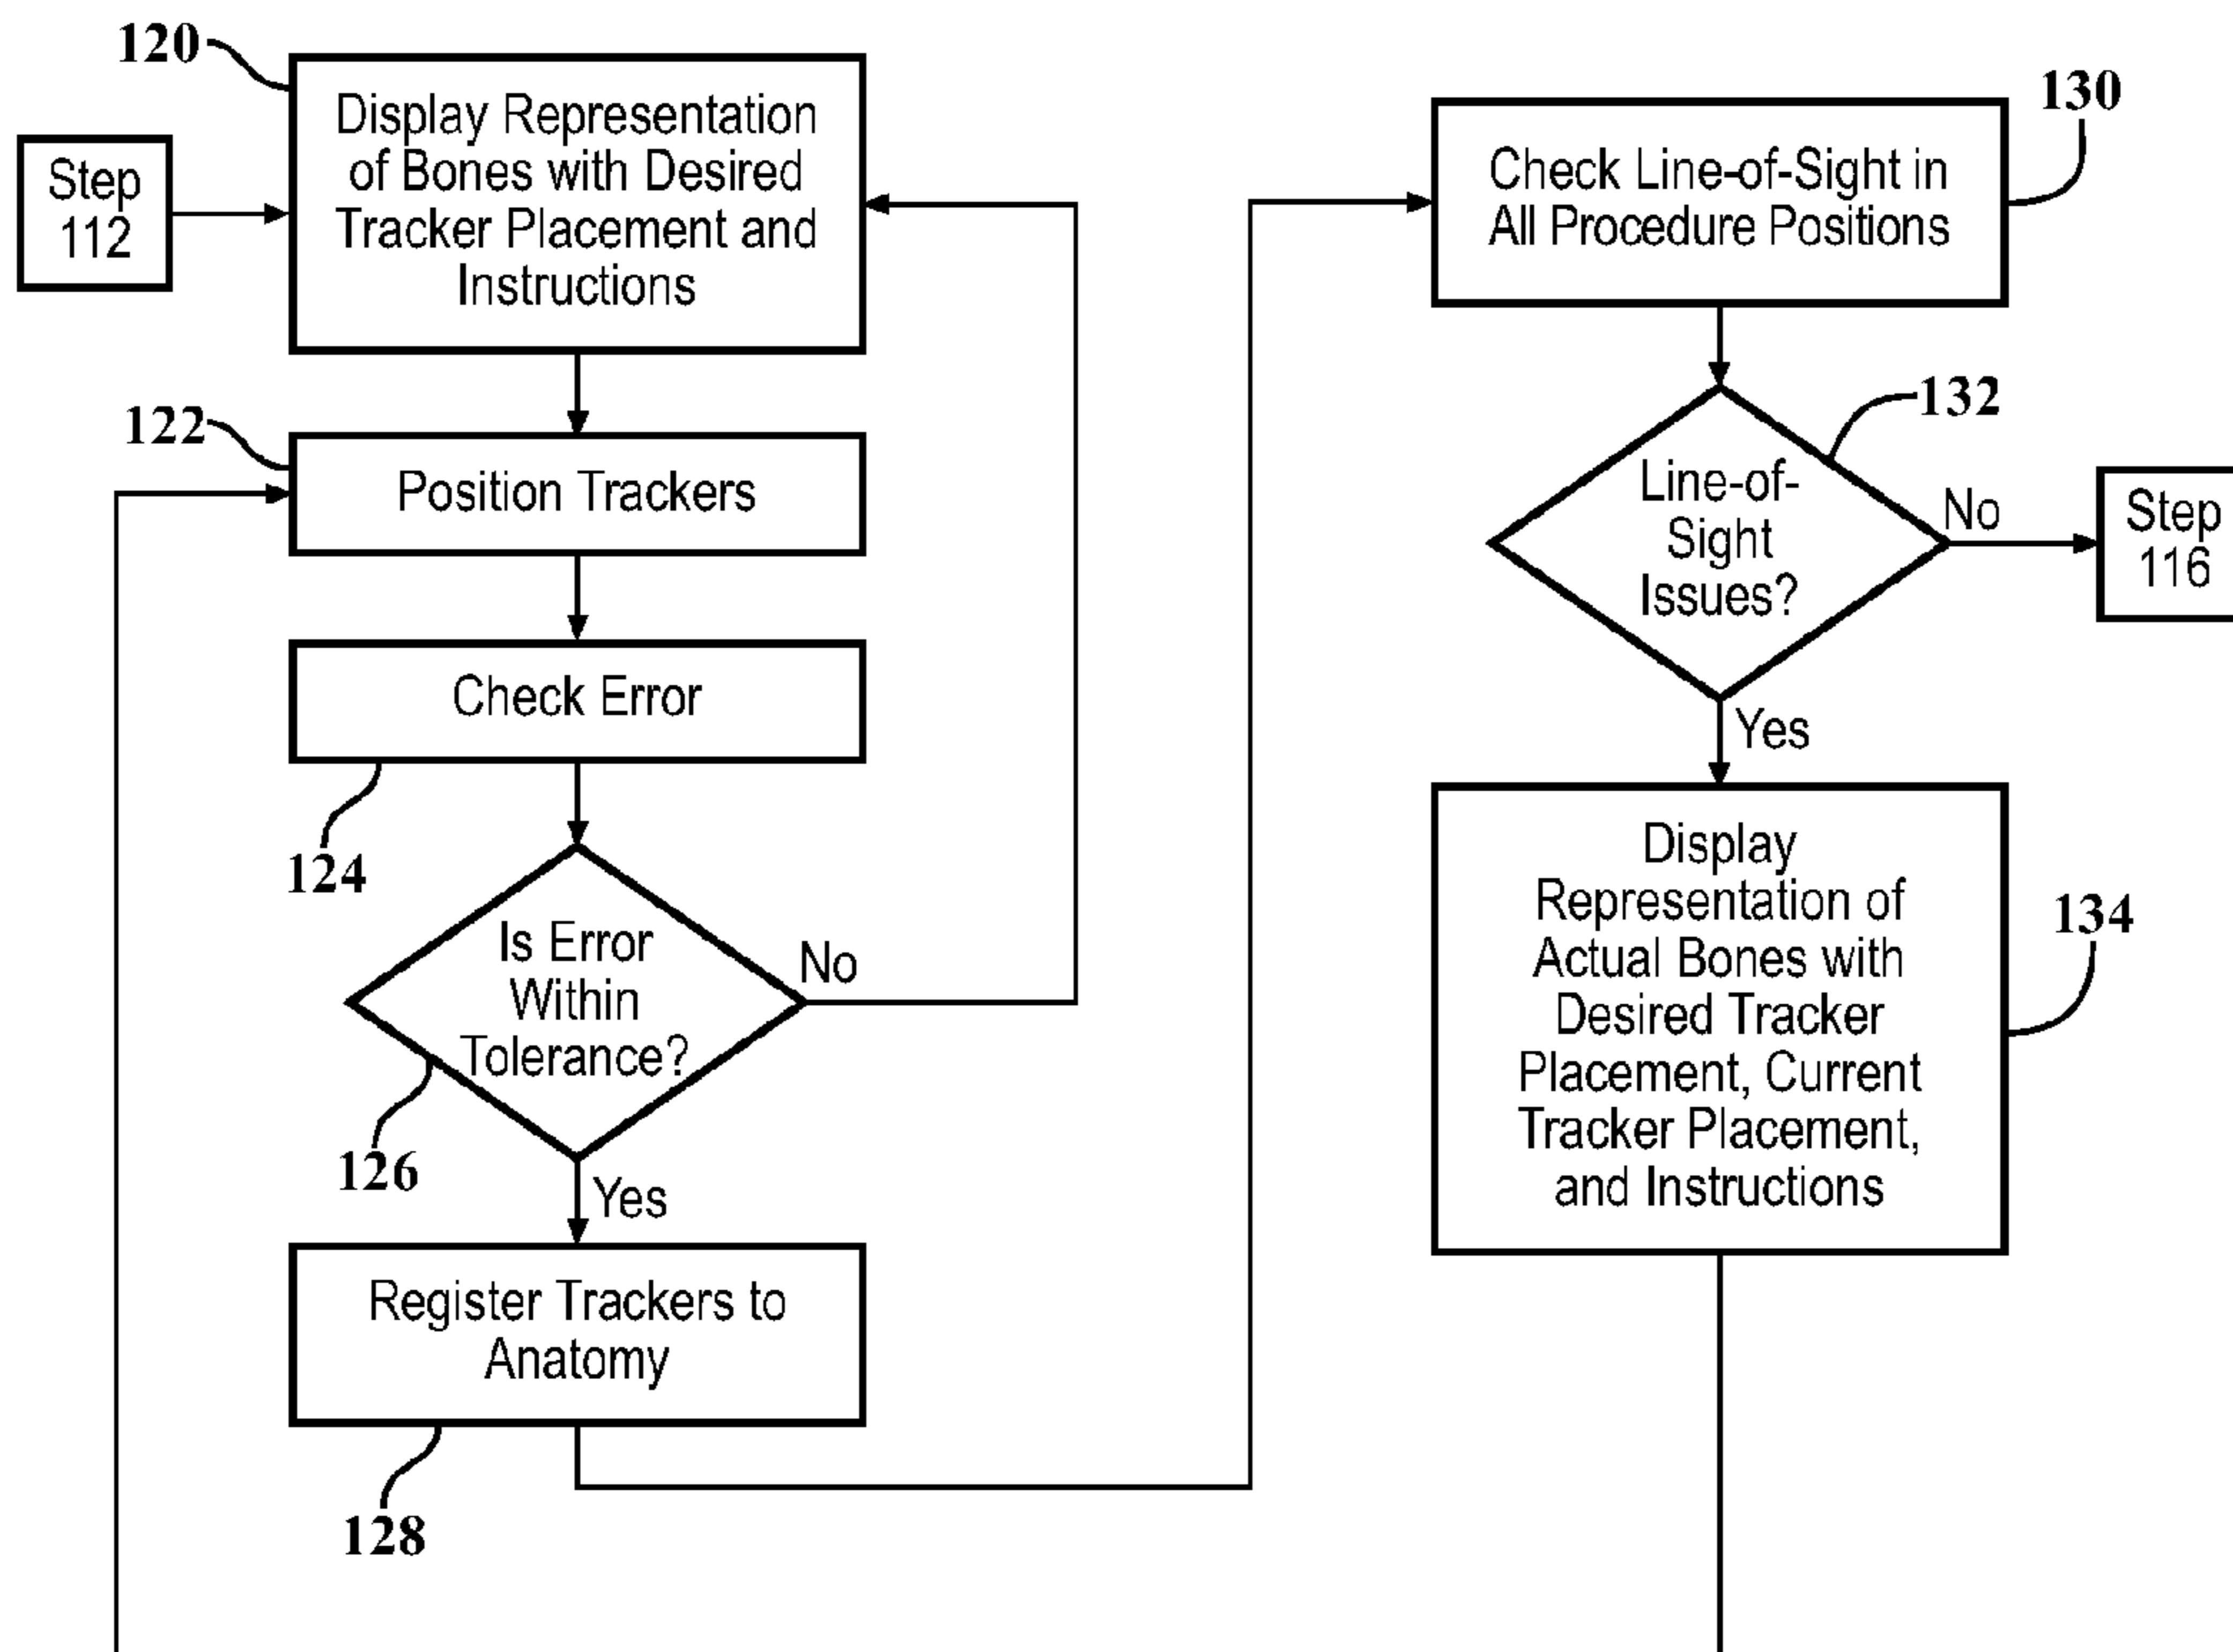 120
Display Representation
of Bones with Desired
Tracker Placement and
Instructions
Step
112
122
Position Trackers
Check Error
124
Is Error
Within
Tolerance?
No
126
Yes
Register Trackers to
Anatomy
128
130
Check Line-of-Sight in
All Procedure Positions
132
Line-of-
Sight
Issues?
No
Step
116
Yes
Display
Representation of
Actual Bones with
Desired Tracker
Placement, Current
Tracker Placement,
and Instructions
134